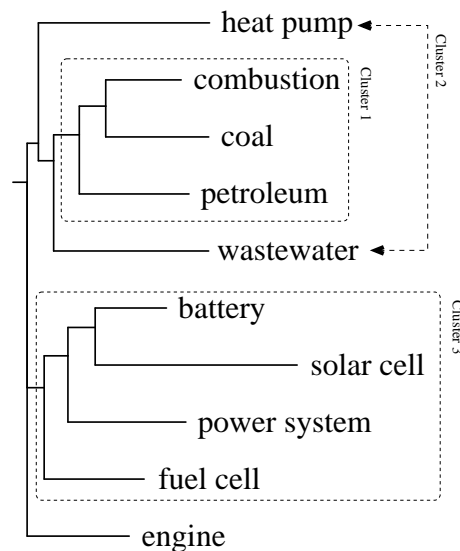 heat pump
Cluster 2
combustion
Cluster 1
coal
petroleum
wastewater
battery
Cluster 3
solar cell
power system
fuel cell
engine